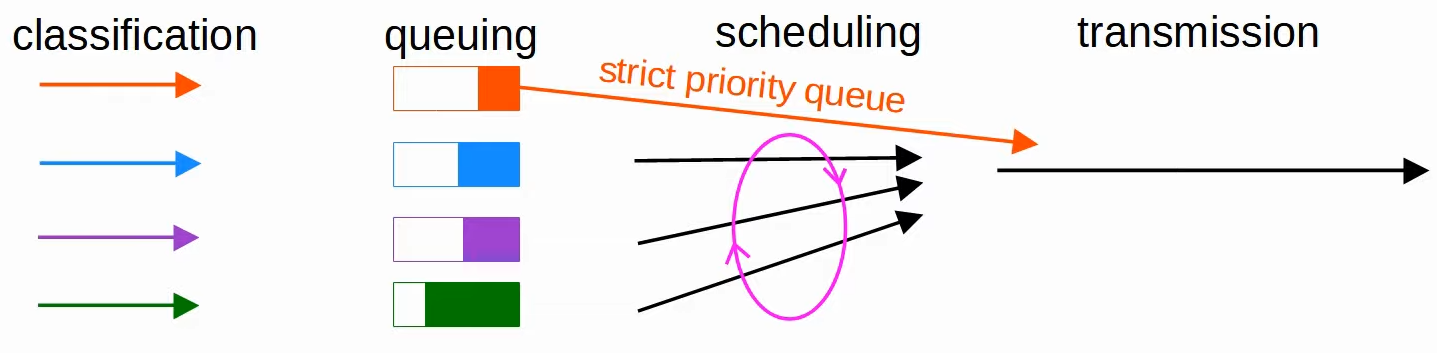 classification
queuing
scheduling
transmission
strict priority queue